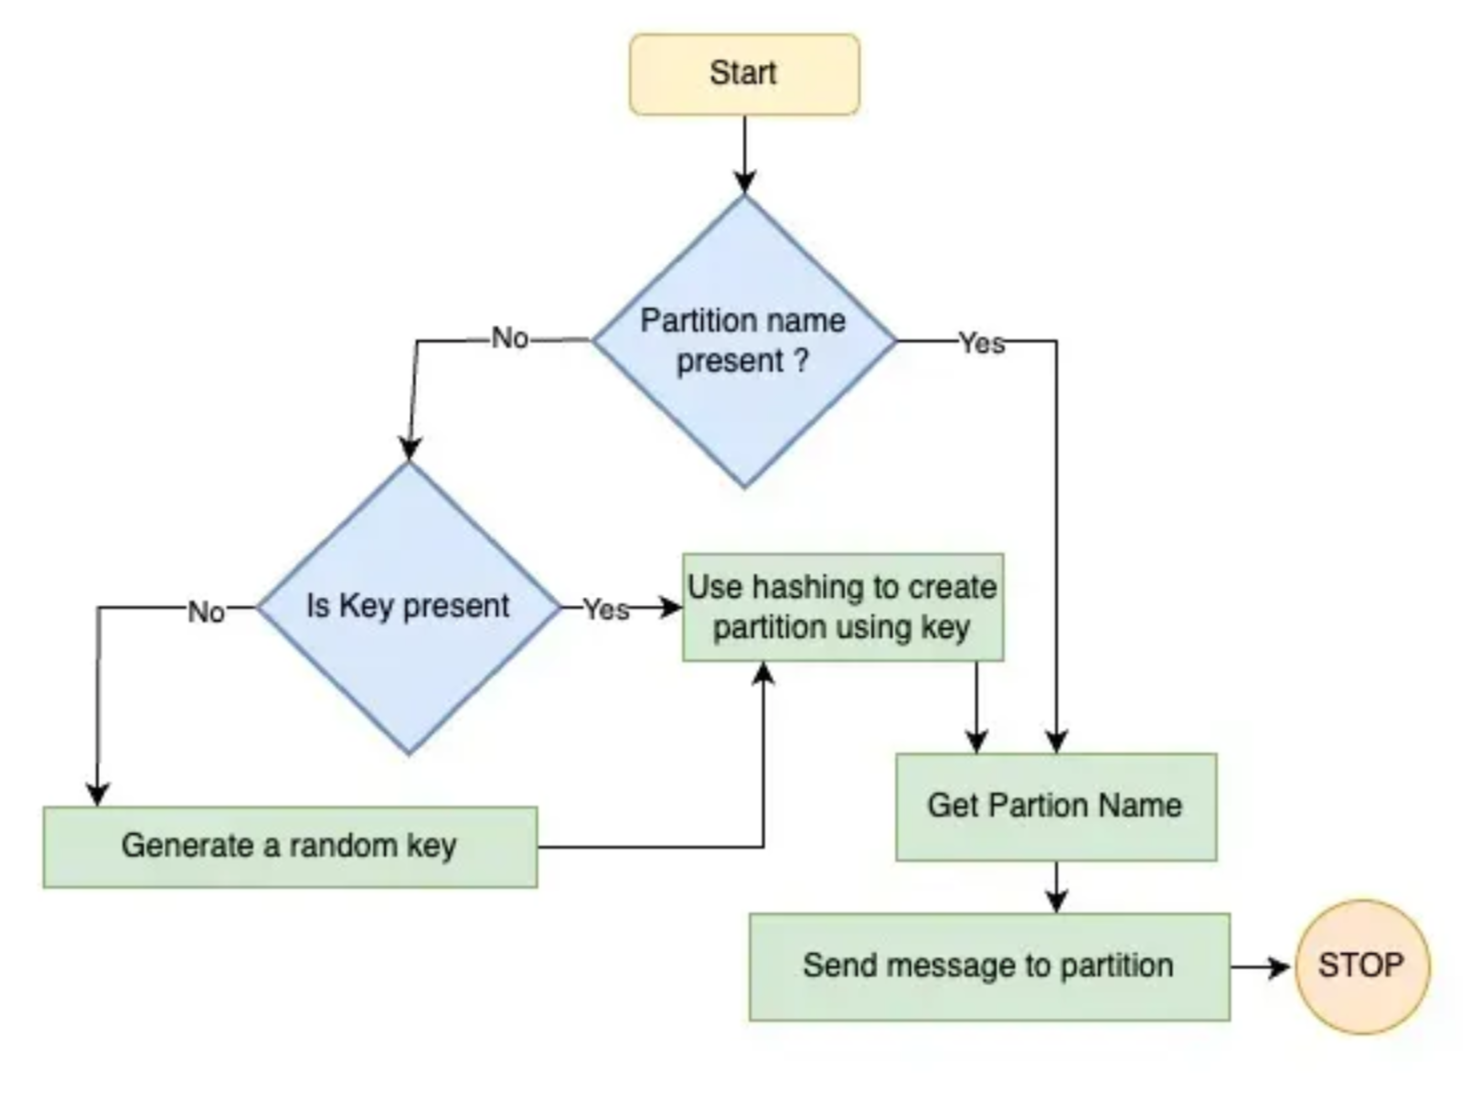 Start
Partition name
present ?
No
Yes
Is Key present
No
Yes
Use hashing to create
partition using key
Generate a random key
Get Partion Name
Send message to partition
STOP